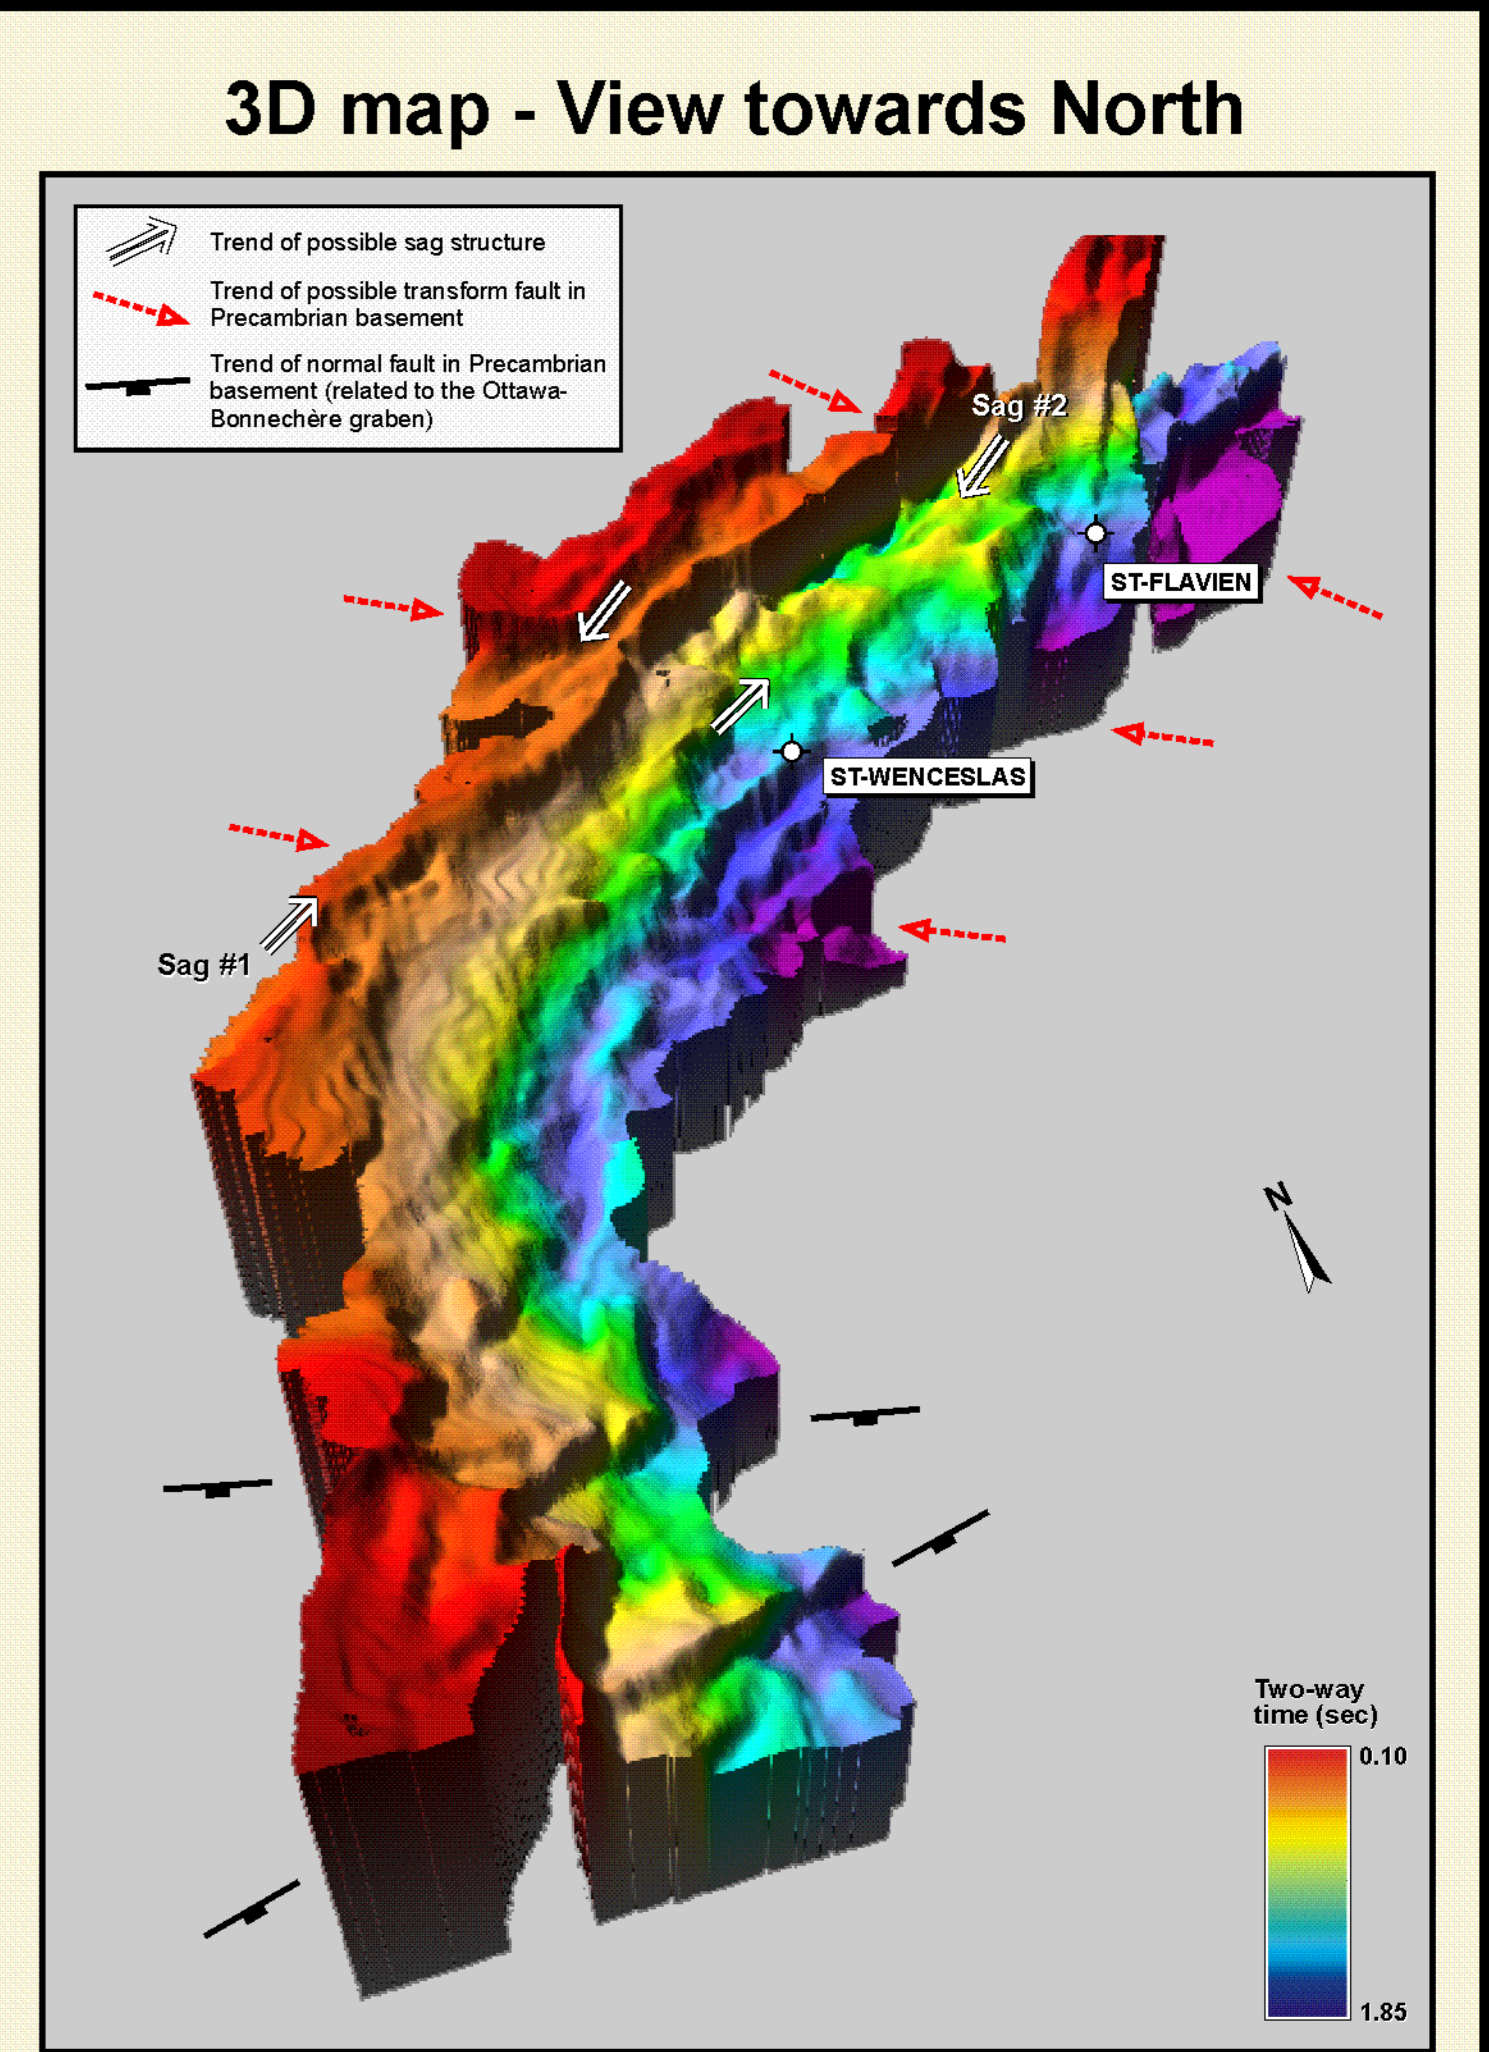 3D map - View towards North
Trend of possible sag structure
Trend of possible transform fault in
Precambrian basement
Trend of normal fault in Precambrian
basement (related to the Ottawa-
Bonnechère graben)
Sag #2
ST-FLAVIEN
ST-WENCESLAS
Sag #1
N
Two-way
time (sec)
0.10
1.85